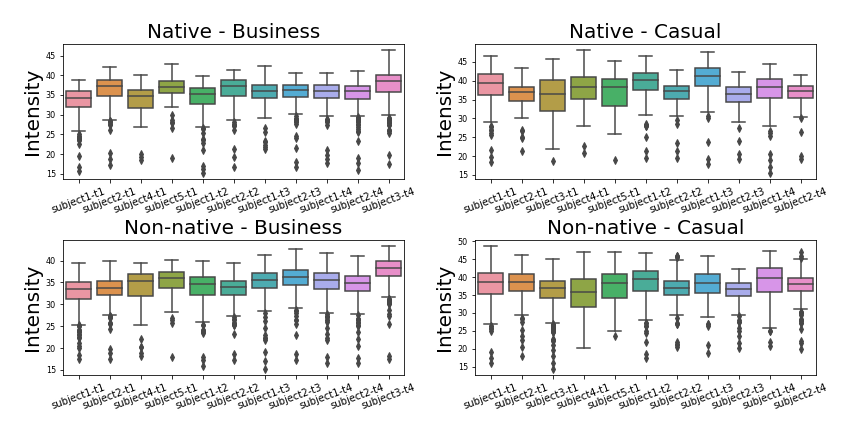 Native - Business
Intensity
45
40
35
30
25
20
15
subject1-t1 subject2-t1 subject4-t1 subject5-t1 subject1-t2 subject2-t2 subject1-t3 subject2-t3 subject1-t4 subject2-t4 subject3-t4
Native - Casual
Intensity
45
40
35
30
25
20
15
subject1-t1 subject2-t1 subject3-t1 subject4-t1 subject5-t1 subject1-t2 subject2-t2 subject1-t3 subject2-t3 subject1-t4 subject2-t4
Non-native - Business
Intensity
40
35
30
25
20
15
subject1-t1 subject2-t1 subject4-t1 subject5-t1 subject1-t2 subject2-t2 subject1-t3 subject2-t3 subject1-t4 subject2-t4 subject3-t4
Non-native - Casual
Intensity
50
45
40
35
30
25
20
15
subject1-t1 subject2-t1 subject3-t1 subject4-t1 subject5-t1 subject1-t2 subject2-t2 subject1-t3 subject2-t3 subject1-t4 subject2-t4